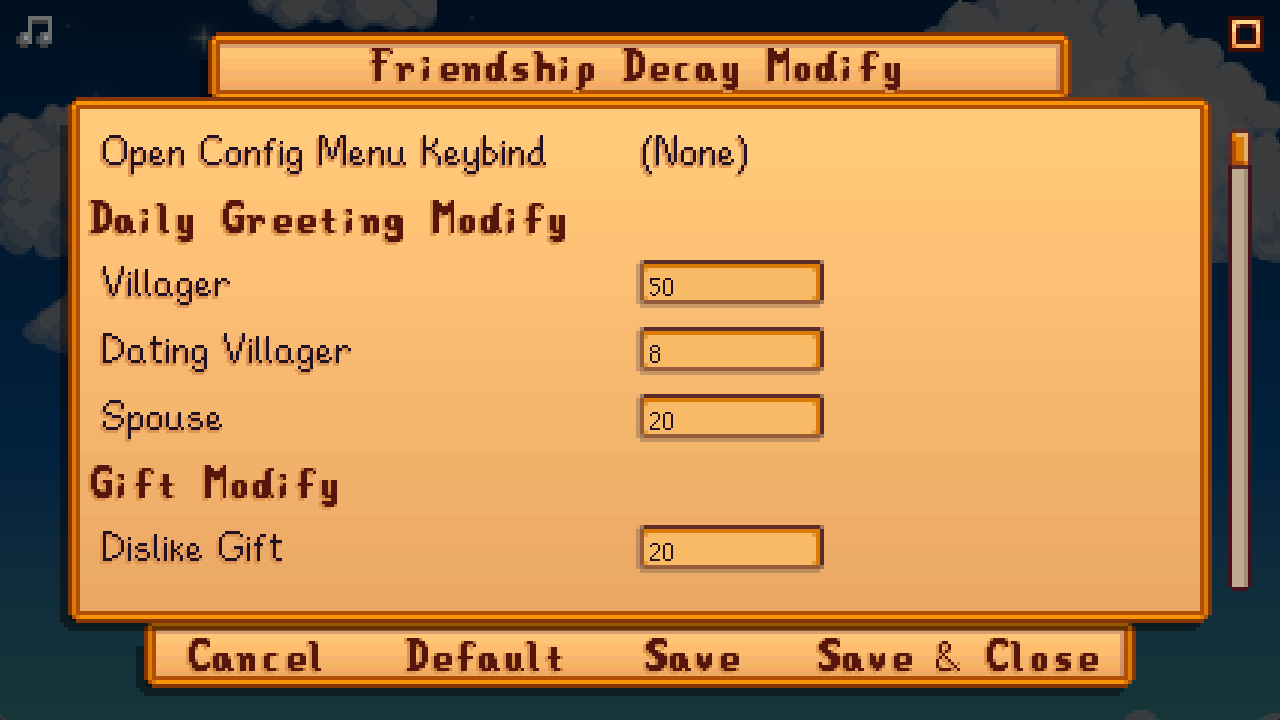 Friendship Decay Modify
Open Config Menu Keybind (None)
Daily Greeting Modify
Villager 50
Dating Villager 8
Spouse 20
Gift Modify
Dislike Gift 20
Cancel Default Save Save & Close